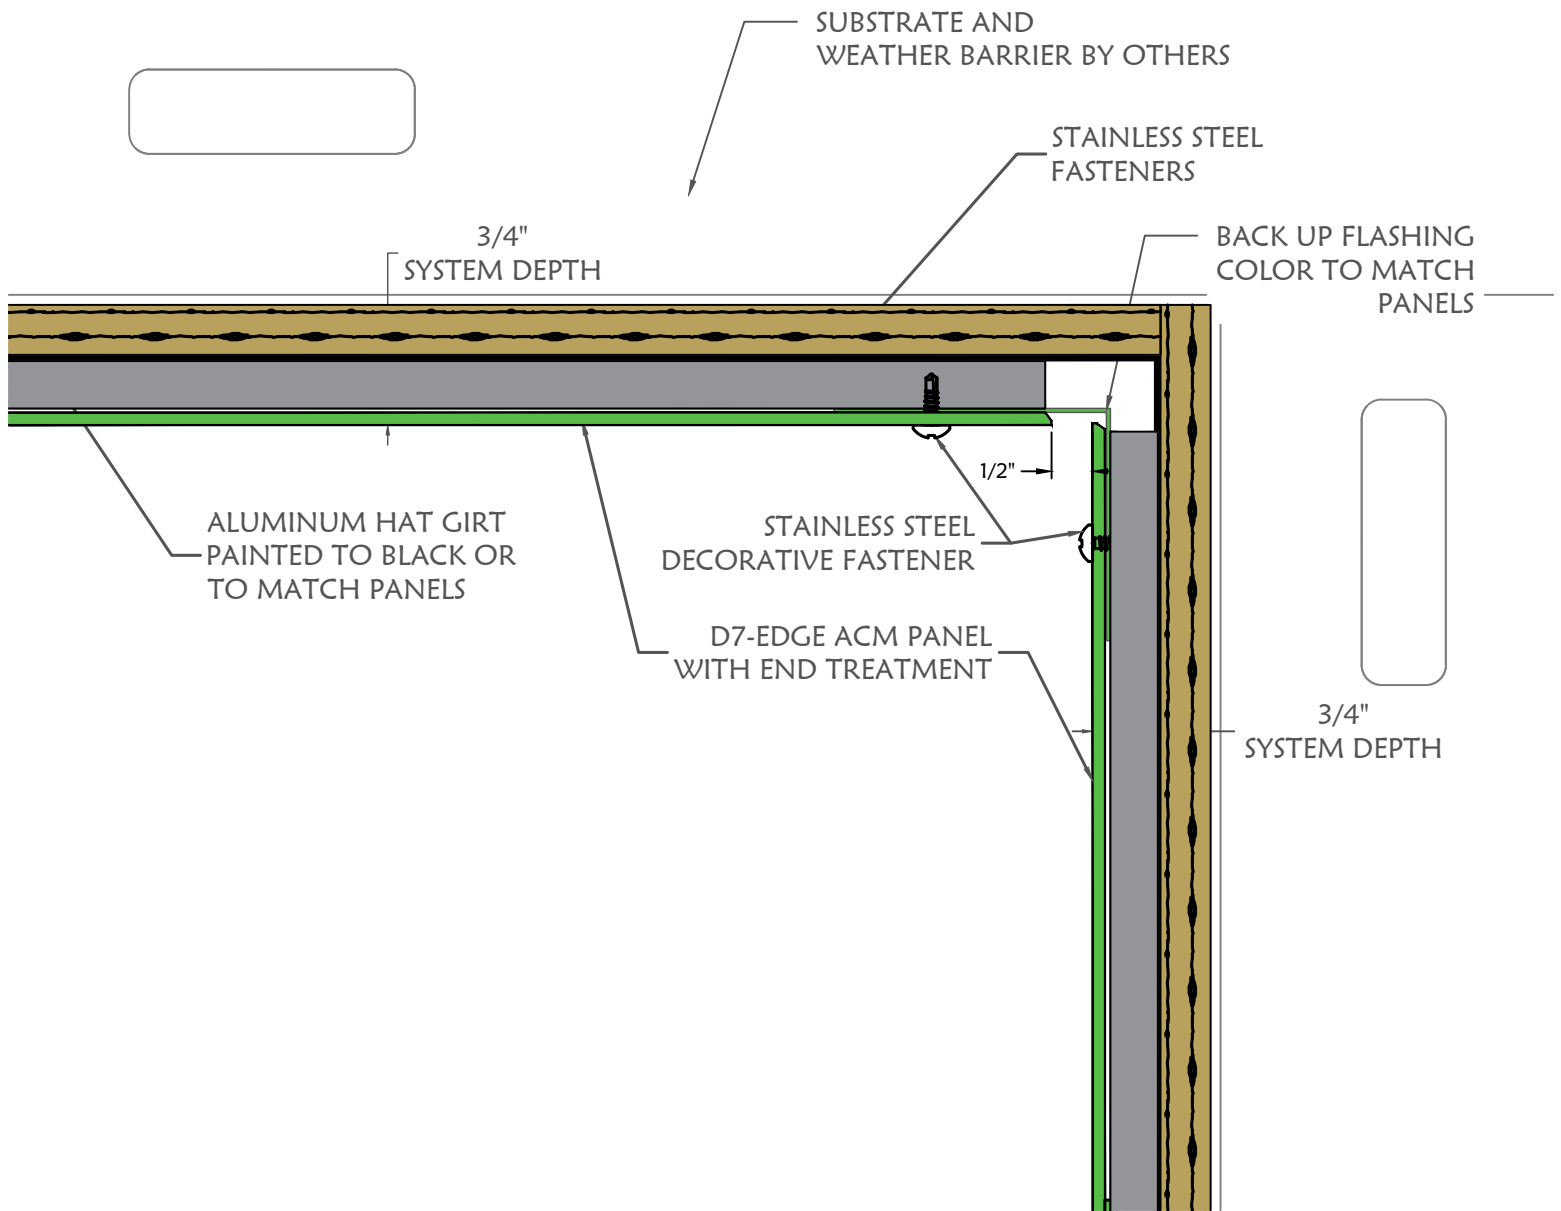 SUBSTRATE AND
WEATHER BARRIER BY OTHERS
STAINLESS STEEL
FASTENERS
3/4"
SYSTEM DEPTH
BACK UP FLASHING
COLOR TO MATCH
PANELS
1/2"
ALUMINUM HAT GIRT
PAINTED TO BLACK OR
TO MATCH PANELS
STAINLESS STEEL
DECORATIVE FASTENER
D7-EDGE ACM PANEL
WITH END TREATMENT
3/4"
SYSTEM DEPTH